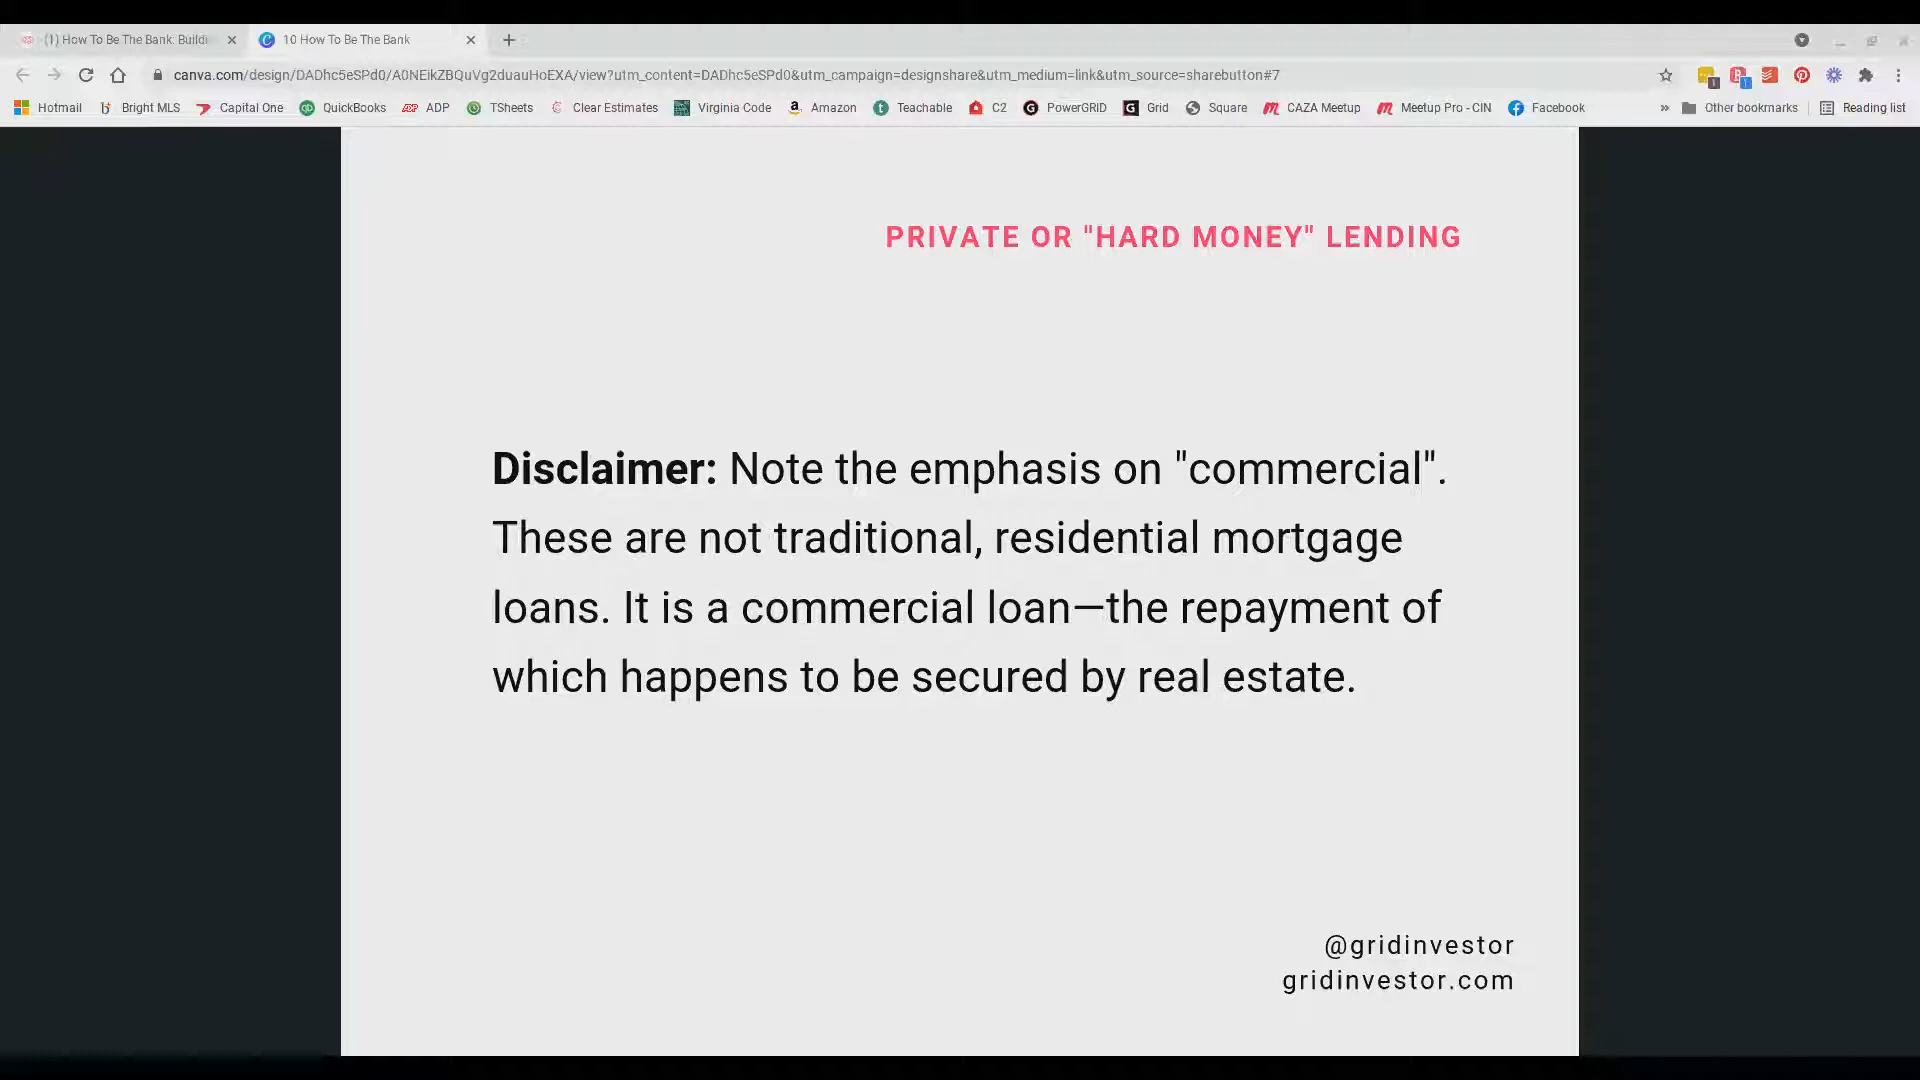 (1) How To Be The Bank: Buildi
10 How To Be The Bank
canva.com/design/DADhc5eSPd0/A0NEikZBQuVg2duauHoEXA/view?utm_content=DADhc5eSPd0&utm_campaign=designshare&utm_medium=link&utm_source=sharebutton#7
Hotmail Bright MLS Capital One QuickBooks ADP TSheets Clear Estimates Virginia Code Amazon Teachable C2 PowerGRID Grid Square CAZA Meetup Meetup Pro - CIN Facebook » Other bookmarks Reading list
PRIVATE OR "HARD MONEY" LENDING
Disclaimer: Note the emphasis on "commercial".
These are not traditional, residential mortgage
loans. It is a commercial loan—the repayment of
which happens to be secured by real estate.
@gridinvestor
gridinvestor.com